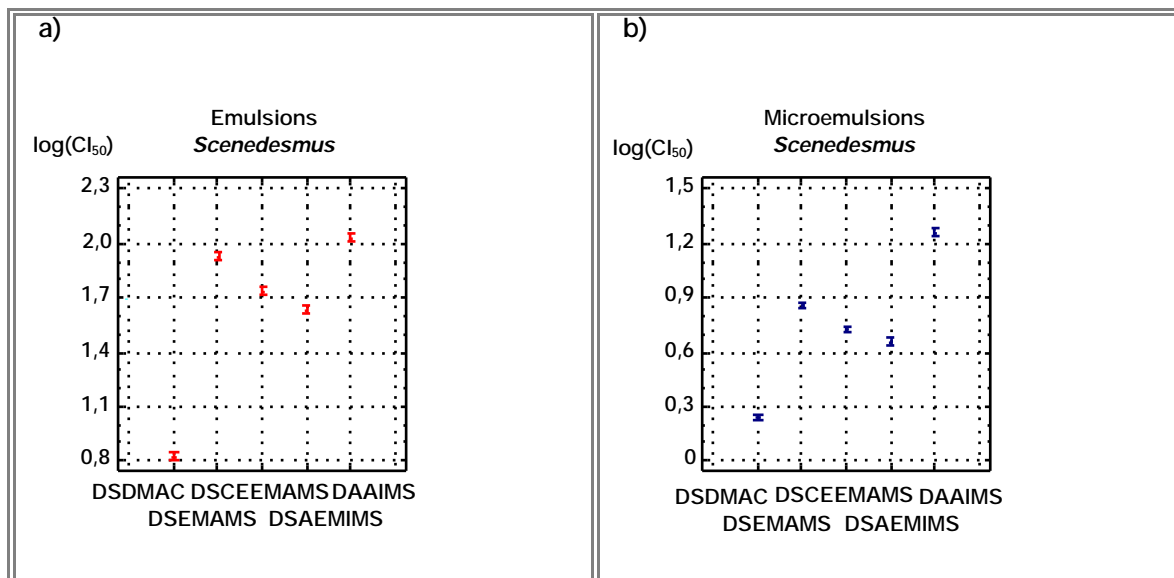 a)
Emulsions
log(CI₅₀) Scenedesmus
2,3
2,0
1,7
1,4
1,1
0,8
DSDMAC DSCEEMAMS DAAIMS
DSEMAMS DSAEMIMS
b)
Microemulsions
log(CI₅₀) Scenedesmus
1,5
1,2
0,9
0,6
0,3
0
DSDMAC DSCEEMAMS DAAIMS
DSEMAMS DSAEMIMS